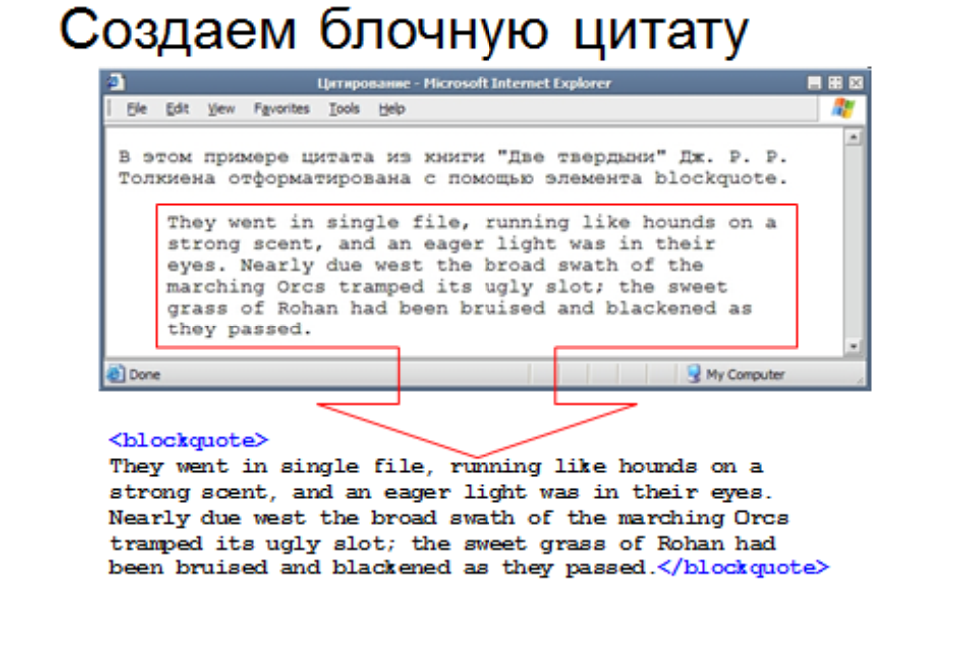 Создаем блочную цитату
Цитирование - Microsoft Internet Explorer
File Edit View Favorites Tools Help
В этом примере цитата из книги "Две твердыни" Дж. Р. Р.
Толкиена отформатирована с помощью элемента blockquote.
They went in single file, running like hounds on a
strong scent, and an eager light was in their
eyes. Nearly due west the broad swath of the
marching Orcs tramped its ugly slot; the sweet
grass of Rohan had been bruised and blackened as
they passed.
Done My Computer
<blockquote>
They went in single file, running like hounds on a
strong scent, and an eager light was in their eyes.
Nearly due west the broad swath of the marching Orcs
tramped its ugly slot; the sweet grass of Rohan had
been bruised and blackened as they passed.</blockquote>